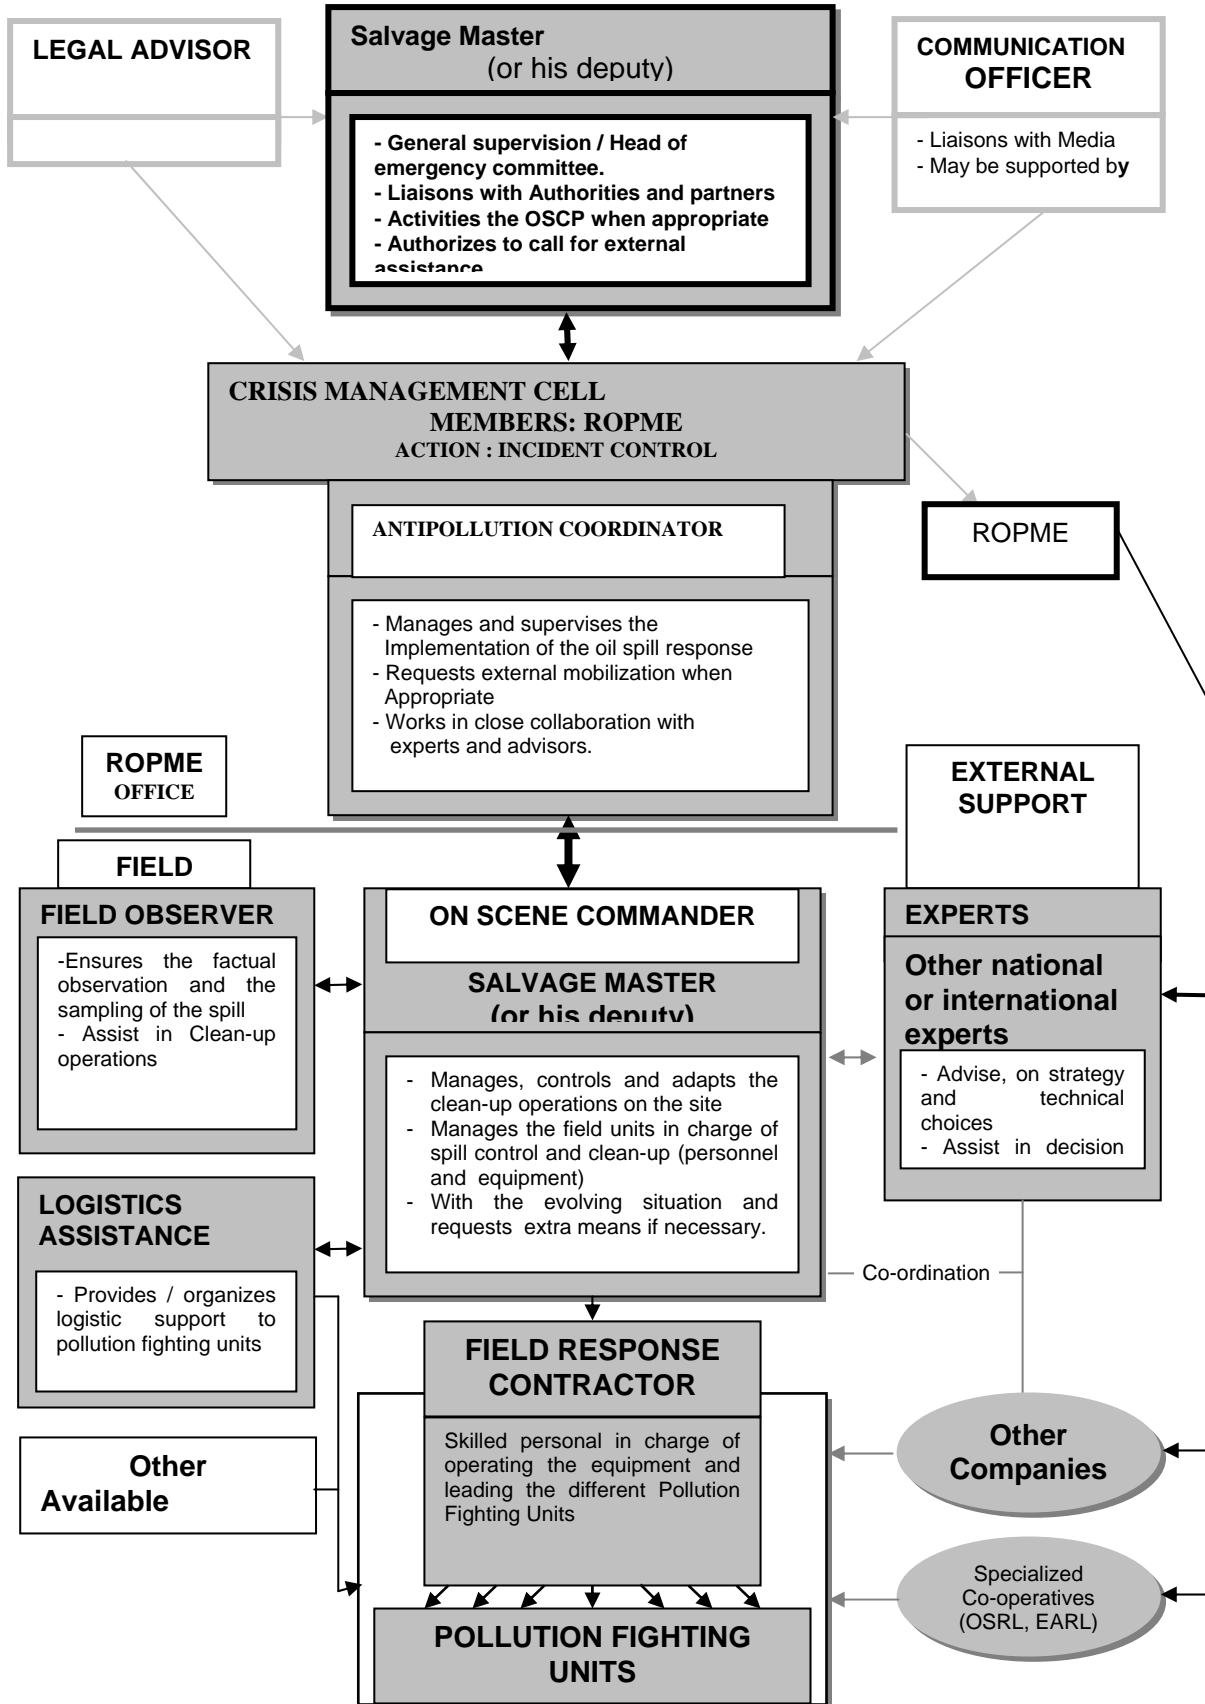 LEGAL ADVISOR
Salvage Master
(or his deputy)
- General supervision / Head of
emergency committee.
- Liaisons with Authorities and partners
- Activities the OSCP when appropriate
- Authorizes to call for external
assistance
COMMUNICATION
OFFICER
- Liaisons with Media
- May be supported by
CRISIS MANAGEMENT CELL
MEMBERS: ROPME
ACTION : INCIDENT CONTROL
ANTIPOLLUTION COORDINATOR
- Manages and supervises the
Implementation of the oil spill response
- Requests external mobilization when
Appropriate
- Works in close collaboration with
experts and advisors.
ROPME
ROPME
OFFICE
EXTERNAL
SUPPORT
FIELD
FIELD OBSERVER
-Ensures the factual
observation and the
sampling of the spill
- Assist in Clean-up
operations
ON SCENE COMMANDER
SALVAGE MASTER
(or his deputy)
- Manages, controls and adapts the
clean-up operations on the site
- Manages the field units in charge of
spill control and clean-up (personnel
and equipment)
- With the evolving situation and
requests extra means if necessary.
EXPERTS
Other national
or international
experts
- Advise, on strategy
and technical
choices
- Assist in decision
LOGISTICS
ASSISTANCE
- Provides / organizes
logistic support to
pollution fighting units
Co-ordination
FIELD RESPONSE
CONTRACTOR
Skilled personal in charge of
operating the equipment and
leading the different Pollution
Fighting Units
Other
Available
Other
Companies
Specialized
Co-operatives
(OSRL, EARL)
POLLUTION FIGHTING
UNITS